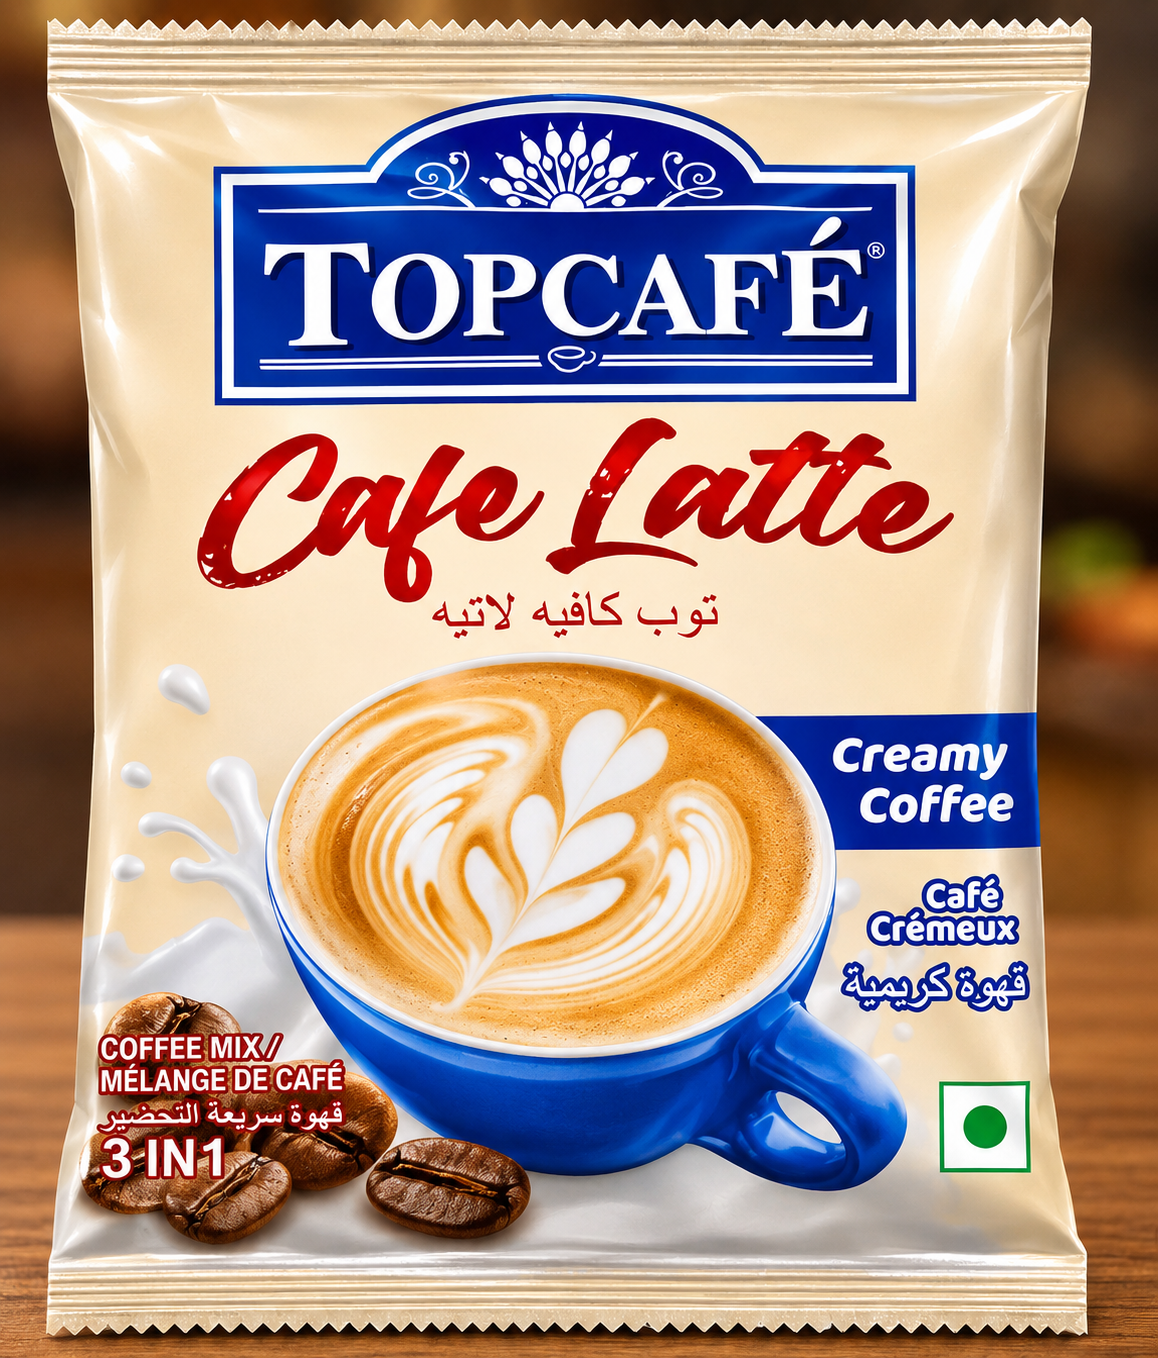 TOPCAFÉ®
Cafe Latte
توب كافيه لاتيه
Creamy
Coffee
Café
Crémeux
قهوة كريمية
COFFEE MIX/
MÉLANGE DE CAFÉ
قهوة سريعة التحضير
3 IN1